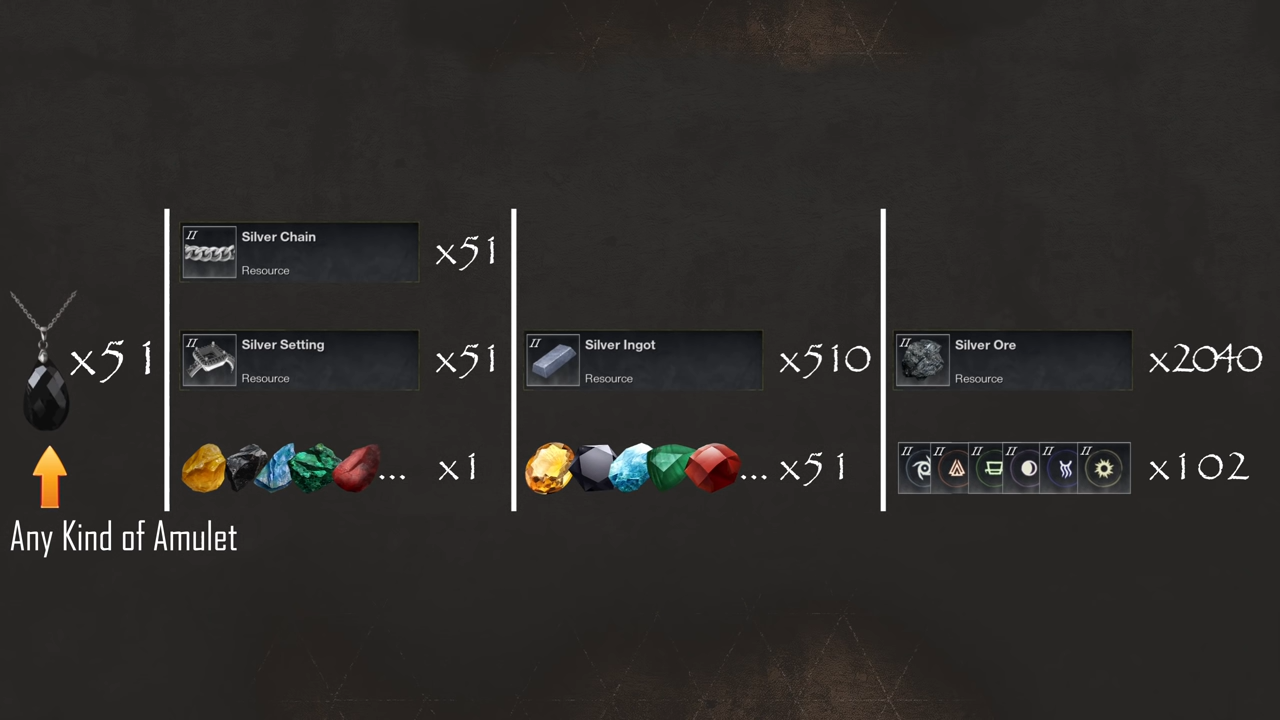 II
Silver Chain
Resource
x51
x51
II
Silver Setting
Resource
x51
II
Silver Ingot
Resource
x510
II
Silver Ore
Resource
x2040
... x1
... x51
II II II II II II
x102
Any Kind of Amulet